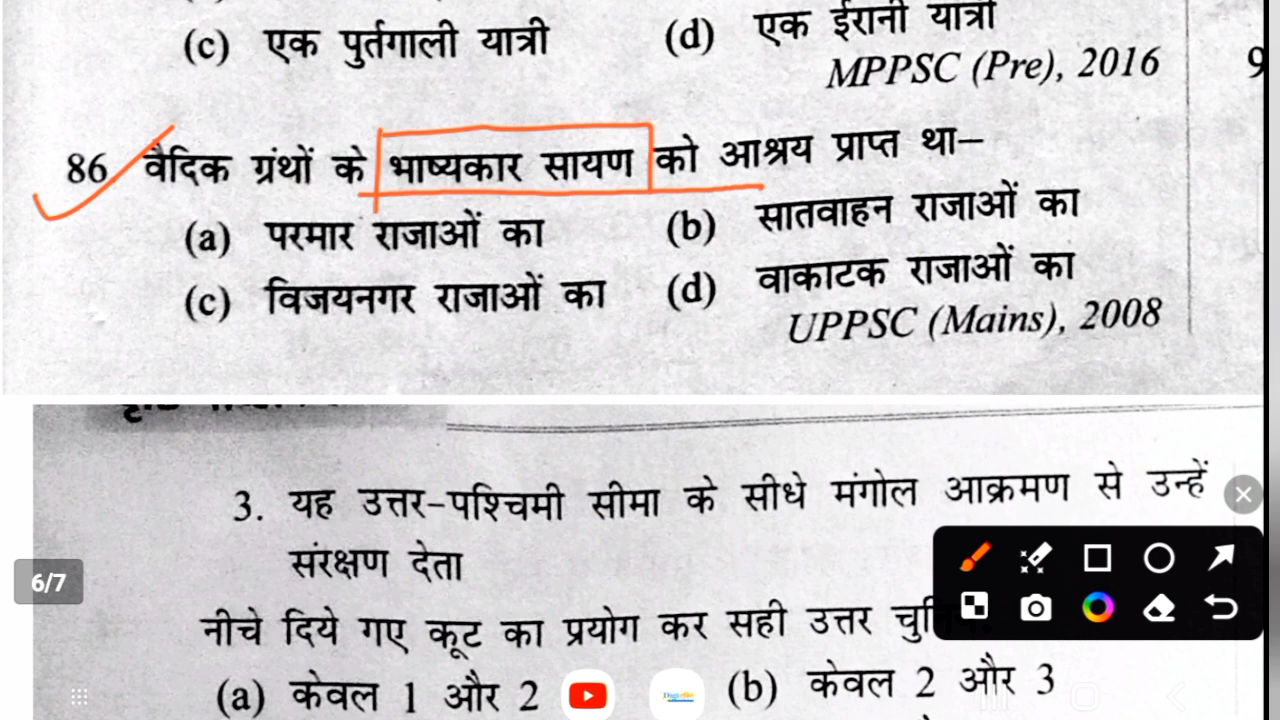 (c) एक पुर्तगाली यात्री (d) एक ईरानी यात्री
MPPSC (Pre), 2016
86 वैदिक ग्रंथों के भाष्यकार सायण को आश्रय प्राप्त था–
(a) परमार राजाओं का (b) सातवाहन राजाओं का
(c) विजयनगर राजाओं का (d) वाकाटक राजाओं का
UPPSC (Mains), 2008
3. यह उत्तर-पश्चिमी सीमा के सीधे मंगोल आक्रमण से उन्हें
संरक्षण देता
6/7
नीचे दिये गए कूट का प्रयोग कर सही उत्तर
(a) केवल 1 और 2 (b) केवल 2 और 3